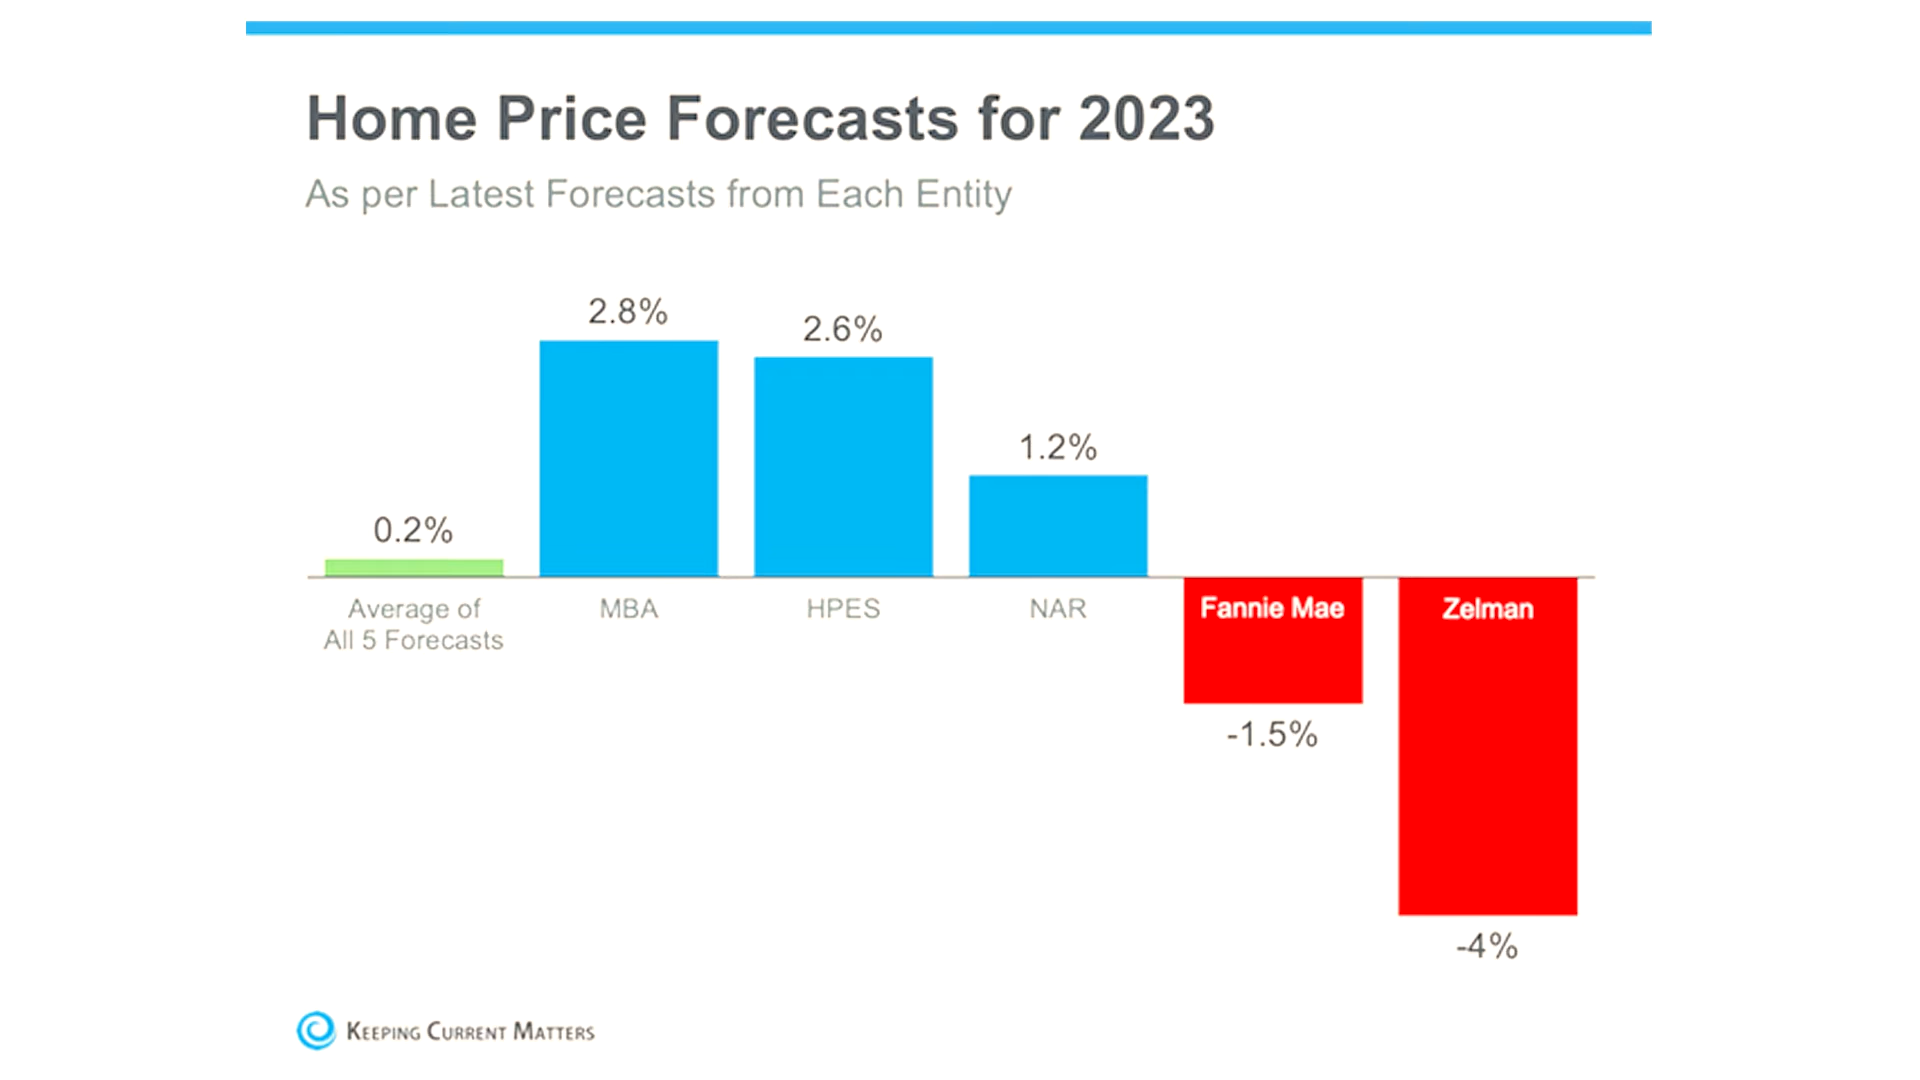 Home Price Forecasts for 2023
As per Latest Forecasts from Each Entity
0.2%
2.8%
2.6%
1.2%
Average of
All 5 Forecasts
MBA
HPES
NAR
Fannie Mae
Zelman
-1.5%
-4%
KEEPING CURRENT MATTERS